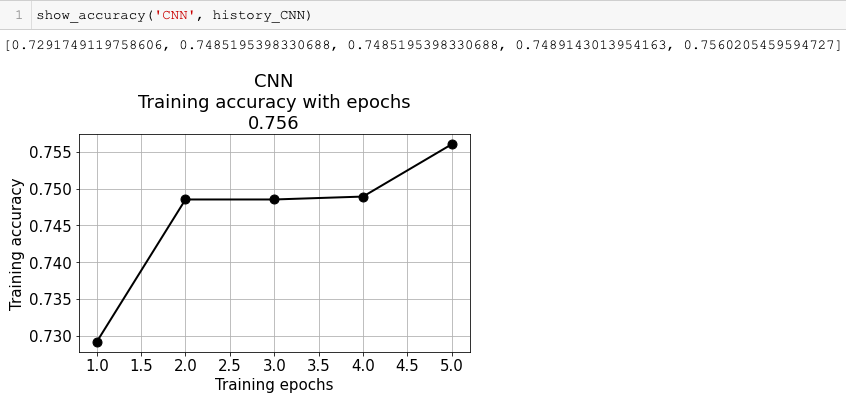 1 show_accuracy('CNN', history_CNN)
[0.7291749119758606, 0.7485195398330688, 0.7485195398330688, 0.7489143013954163, 0.7560205459594727]
CNN
Training accuracy with epochs
0.756
0.755
0.750
0.745
0.740
0.735
0.730
Training accuracy
1.0 1.5 2.0 2.5 3.0 3.5 4.0 4.5 5.0
Training epochs